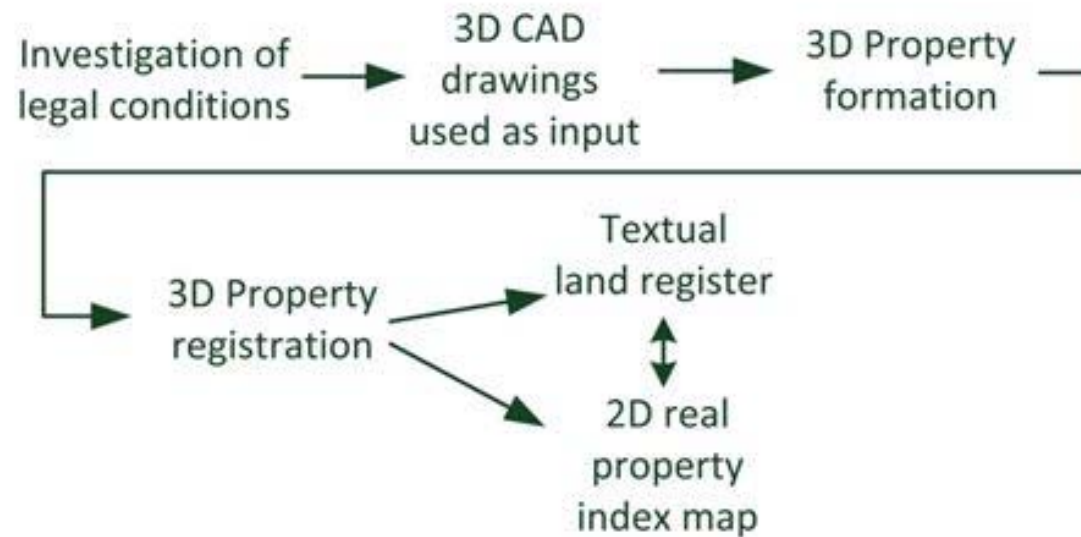 Investigation of
legal conditions
3D CAD
drawings
used as input
3D Property
formation
3D Property
registration
Textual
land register
2D real
property
index map